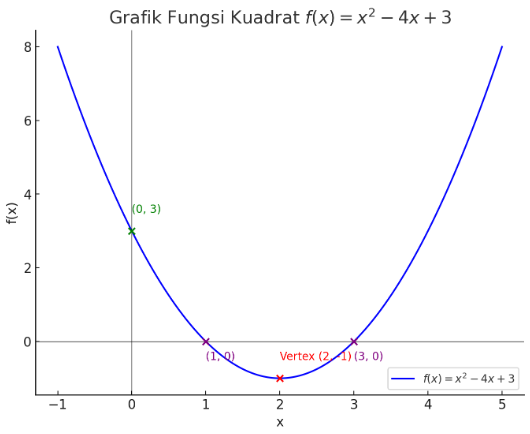 Grafik Fungsi Kuadrat f(x) = x² − 4x + 3
8
6
4
2
0
f(x)
(0, 3)
(1, 0)
Vertex (2, -1)
(3, 0)
f(x) = x² − 4x + 3
−1 0 1 2 3 4 5
x